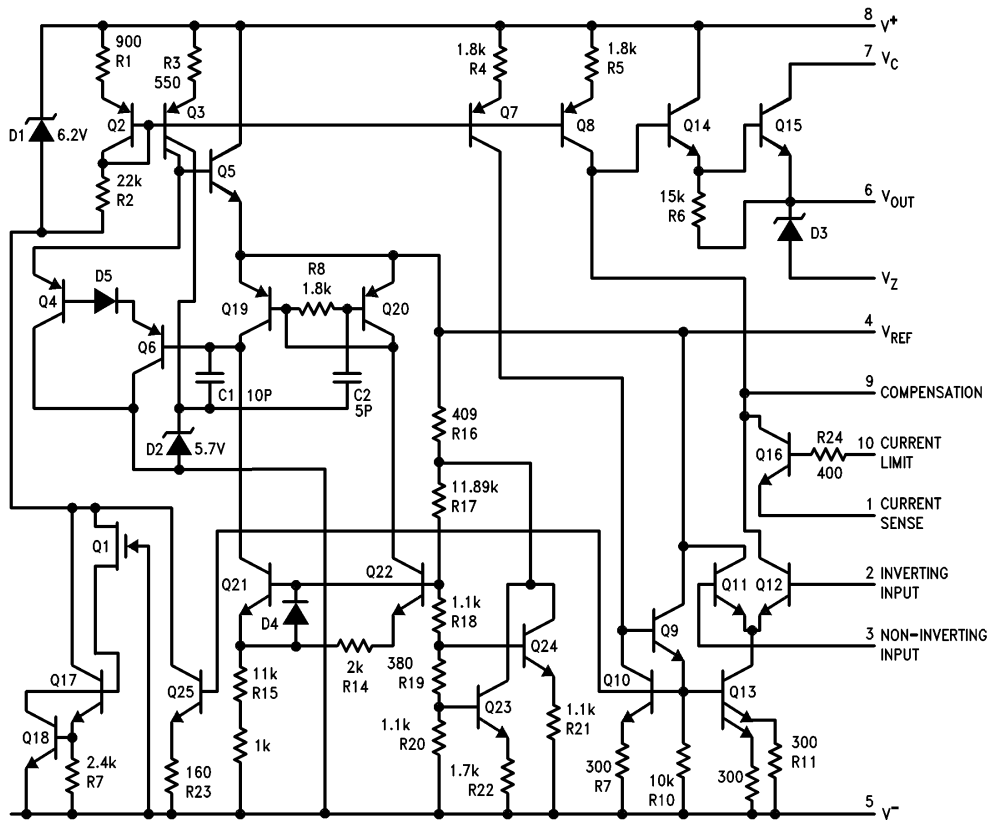 8 V+
900
R1
R3
550
1.8k
R4
1.8k
R5
7 VC
D1 6.2V
Q2
Q3
Q7
Q8
Q14
Q15
22k
R2
Q5
15k
R6
6 VOUT
D3
VZ
Q4
D5
Q19
R8
1.8k
Q20
Q6
4 VREF
C1 10P
C2
5P
9 COMPENSATION
D2 5.7V
409
R16
Q16
R24
400
10 CURRENT
LIMIT
11.89k
R17
1 CURRENT
SENSE
Q1
Q21
Q22
Q11
Q12
2 INVERTING
INPUT
D4
1.1k
R18
Q24
Q9
3 NON-INVERTING
INPUT
Q17
Q25
11k
R15
2k
R14
380
R19
Q10
Q13
Q18
Q23
1.1k
R21
1k
1.1k
R20
2.4k
R7
160
R23
1.7k
R22
300
R7
10k
R10
300
300
R11
5 V-